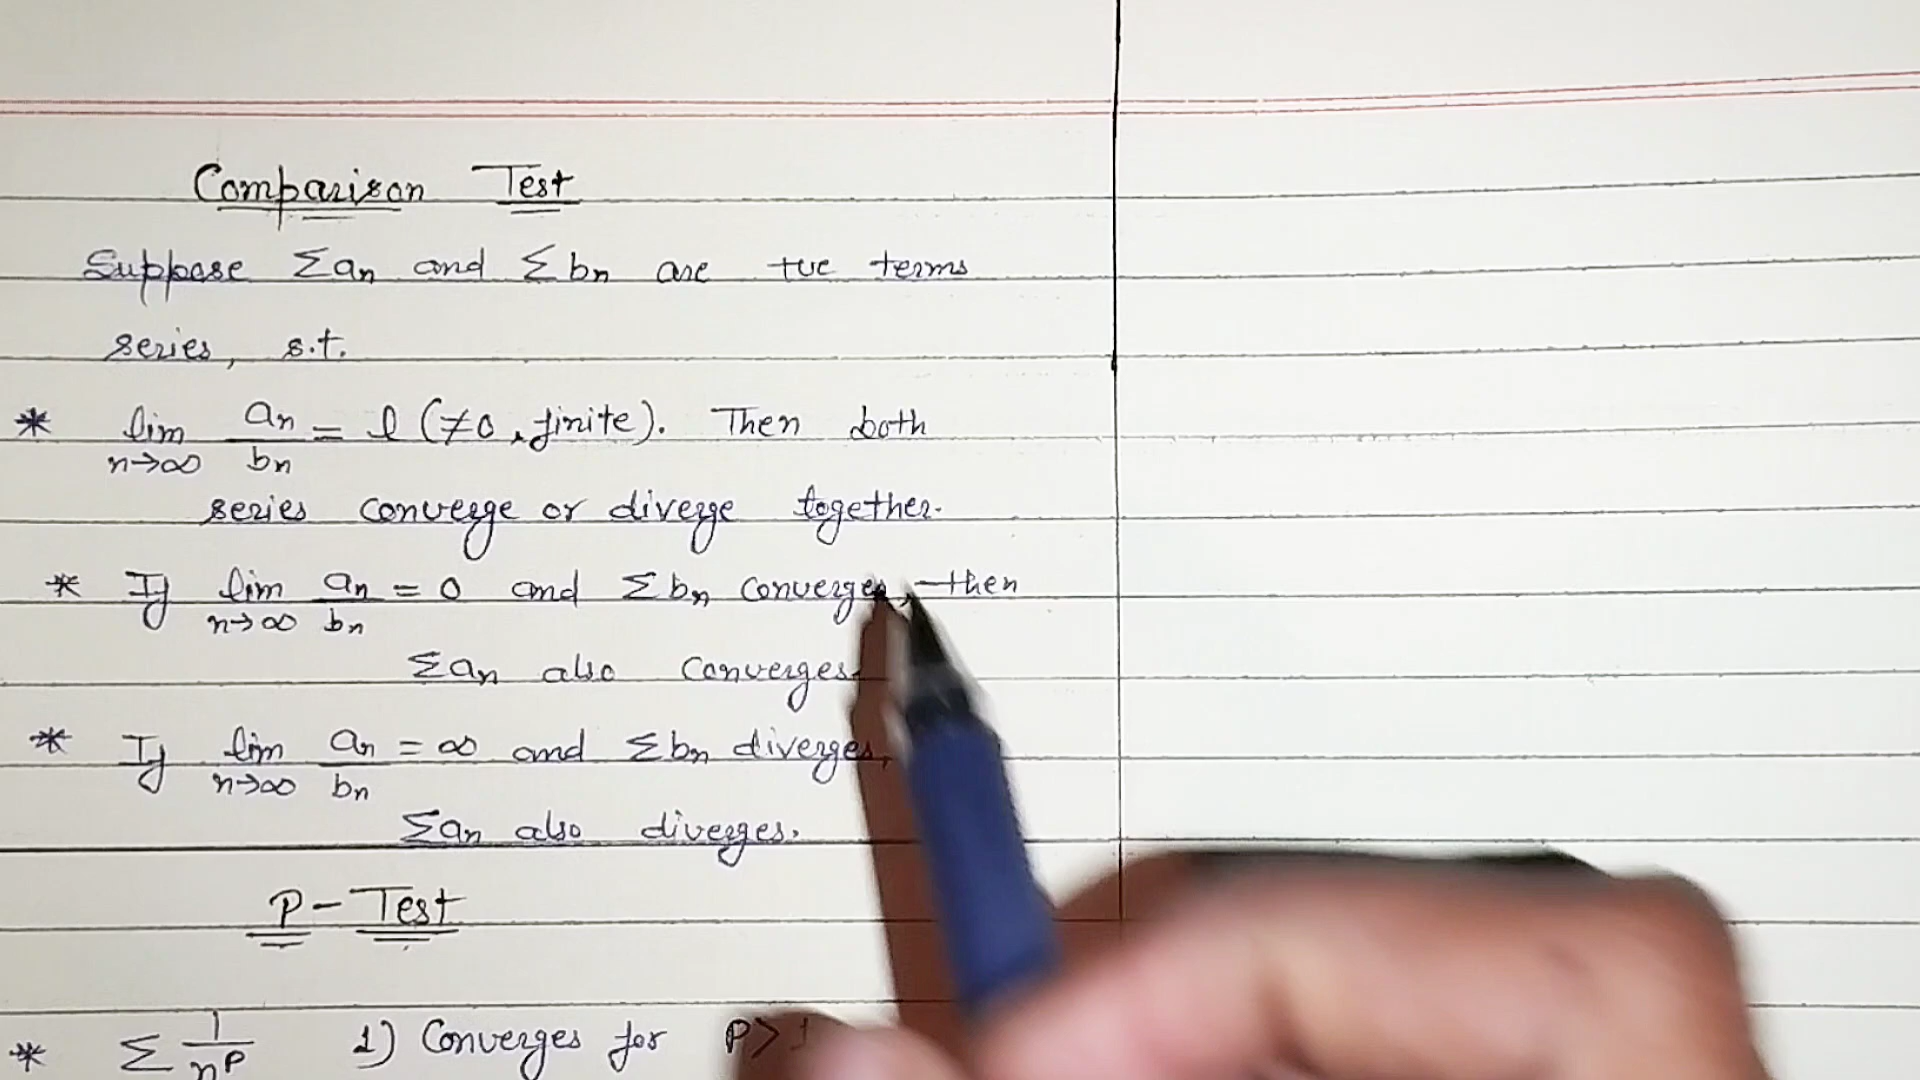 Comparison Test
Suppose Σan and Σbn are +ve terms
series, s.t.
* lim n→∞ an/bn = l (≠0, finite). Then both
series converge or diverge together.
* If lim n→∞ an/bn = 0 and Σbn converges, then
Σan also converges.
* If lim n→∞ an/bn = ∞ and Σbn diverges,
Σan also diverges.
P-Test
* Σ 1/n^P 1) Converges for P>1